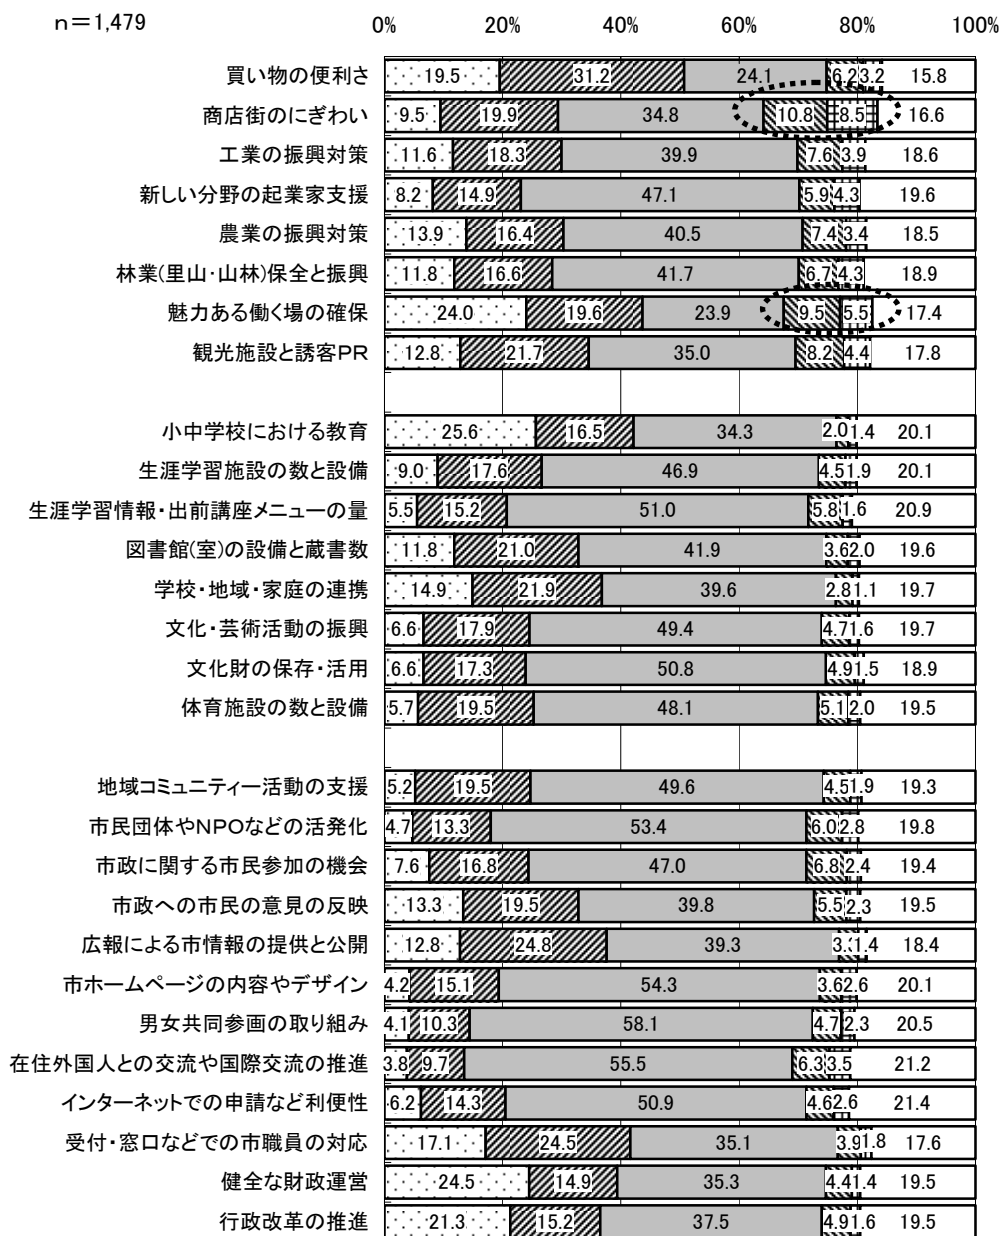 n=1,479
0% 20% 40% 60% 80% 100%
買い物の便利さ 19.5 31.2 24.1 6.2 3.2 15.8
商店街のにぎわい 9.5 19.9 34.8 10.8 8.5 16.6
工業の振興対策 11.6 18.3 39.9 7.6 3.9 18.6
新しい分野の起業家支援 8.2 14.9 47.1 5.9 4.3 19.6
農業の振興対策 13.9 16.4 40.5 7.4 3.4 18.5
林業(里山・山林)保全と振興 11.8 16.6 41.7 6.7 4.3 18.9
魅力ある働く場の確保 24.0 19.6 23.9 9.5 5.5 17.4
観光施設と誘客PR 12.8 21.7 35.0 8.2 4.4 17.8
小中学校における教育 25.6 16.5 34.3 2.0 1.4 20.1
生涯学習施設の数と設備 9.0 17.6 46.9 4.5 1.9 20.1
生涯学習情報・出前講座メニューの量 5.5 15.2 51.0 5.8 1.6 20.9
図書館(室)の設備と蔵書数 11.8 21.0 41.9 3.6 2.0 19.6
学校・地域・家庭の連携 14.9 21.9 39.6 2.8 1.1 19.7
文化・芸術活動の振興 6.6 17.9 49.4 4.7 1.6 19.7
文化財の保存・活用 6.6 17.3 50.8 4.9 1.5 18.9
体育施設の数と設備 5.7 19.5 48.1 5.1 2.0 19.5
地域コミュニティー活動の支援 5.2 19.5 49.6 4.5 1.9 19.3
市民団体やNPOなどの活発化 4.7 13.3 53.4 6.0 2.8 19.8
市政に関する市民参加の機会 7.6 16.8 47.0 6.8 2.4 19.4
市政への市民の意見の反映 13.3 19.5 39.8 5.5 2.3 19.5
広報による市情報の提供と公開 12.8 24.8 39.3 1.4 18.4
市ホームページの内容やデザイン 4.2 15.1 54.3 3.6 2.6 20.1
男女共同参画の取り組み 4.1 10.3 58.1 4.7 2.3 20.5
在住外国人との交流や国際交流の推進 3.8 9.7 55.5 6.3 3.5 21.2
インターネットでの申請など利便性 6.2 14.3 50.9 4.6 2.6 21.4
受付・窓口などでの市職員の対応 17.1 24.5 35.1 3.9 1.8 17.6
健全な財政運営 24.5 14.9 35.3 4.4 1.4 19.5
行政改革の推進 21.3 15.2 37.5 4.9 1.6 19.5